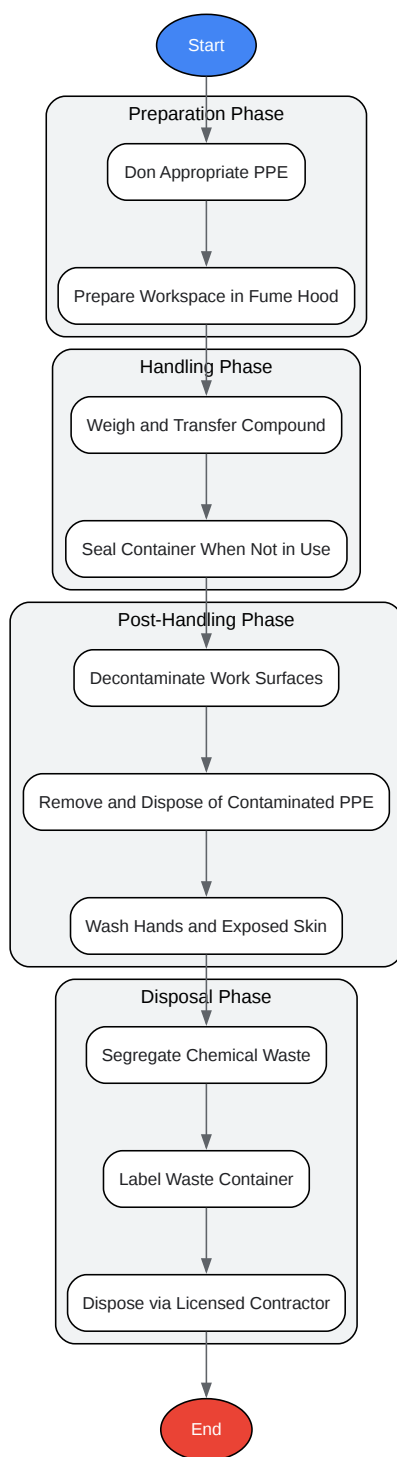 Start
Preparation Phase
Don Appropriate PPE
Prepare Workspace in Fume Hood
Handling Phase
Weigh and Transfer Compound
Seal Container When Not in Use
Post-Handling Phase
Decontaminate Work Surfaces
Remove and Dispose of Contaminated PPE
Wash Hands and Exposed Skin
Disposal Phase
Segregate Chemical Waste
Label Waste Container
Dispose via Licensed Contractor
End